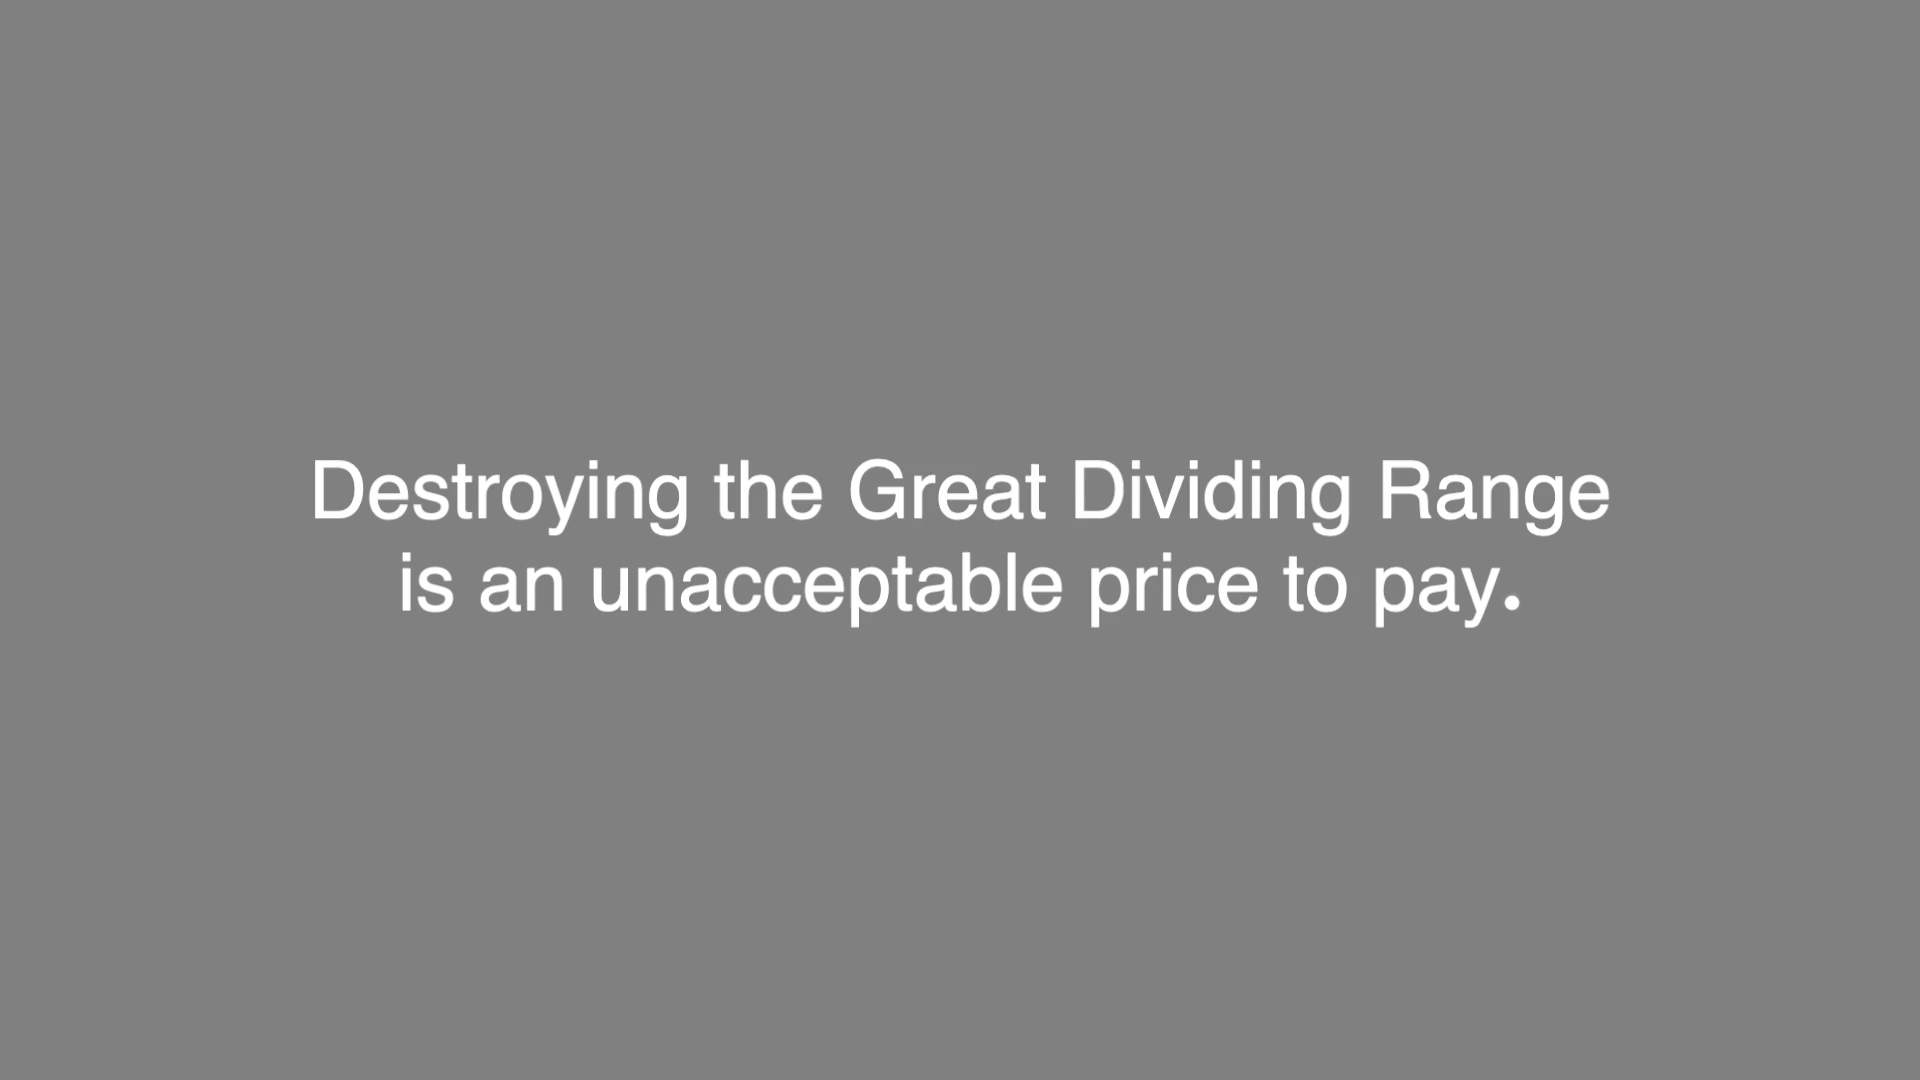 Destroying the Great Dividing Range
is an unacceptable price to pay.